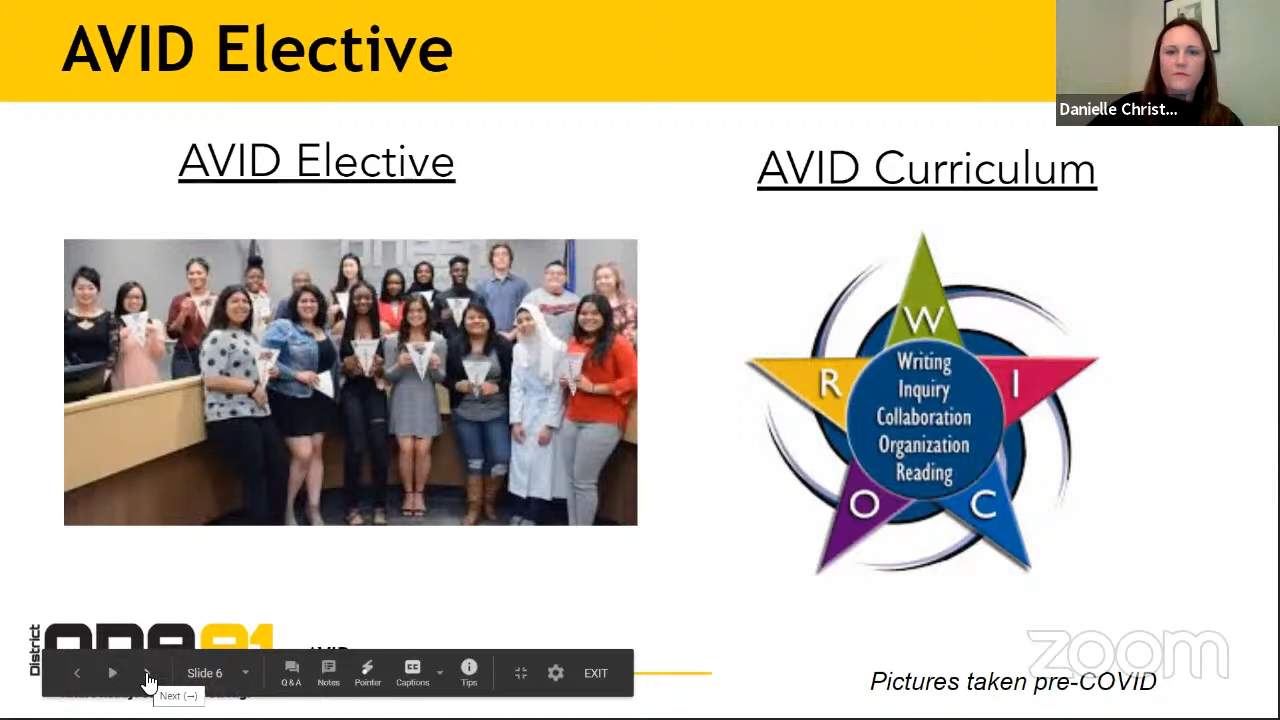 AVID Elective
Danielle Christ...
AVID Elective
AVID Curriculum
W
R
I
O
C
Writing
Inquiry
Collaboration
Organization
Reading
District
Slide 6
Q & A
Notes
Pointer
CC
Captions
Tips
EXIT
Next (→)
zoom
Pictures taken pre-COVID